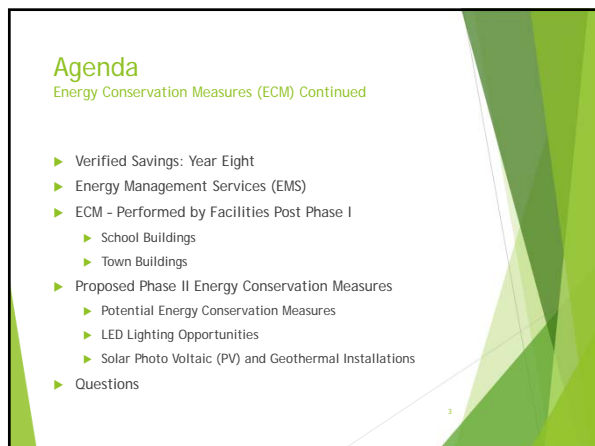 Agenda
Energy Conservation Measures (ECM) Continued
Verified Savings: Year Eight
Energy Management Services (EMS)
ECM – Performed by Facilities Post Phase I
School Buildings
Town Buildings
Proposed Phase II Energy Conservation Measures
Potential Energy Conservation Measures
LED Lighting Opportunities
Solar Photo Voltaic (PV) and Geothermal Installations
Questions
3